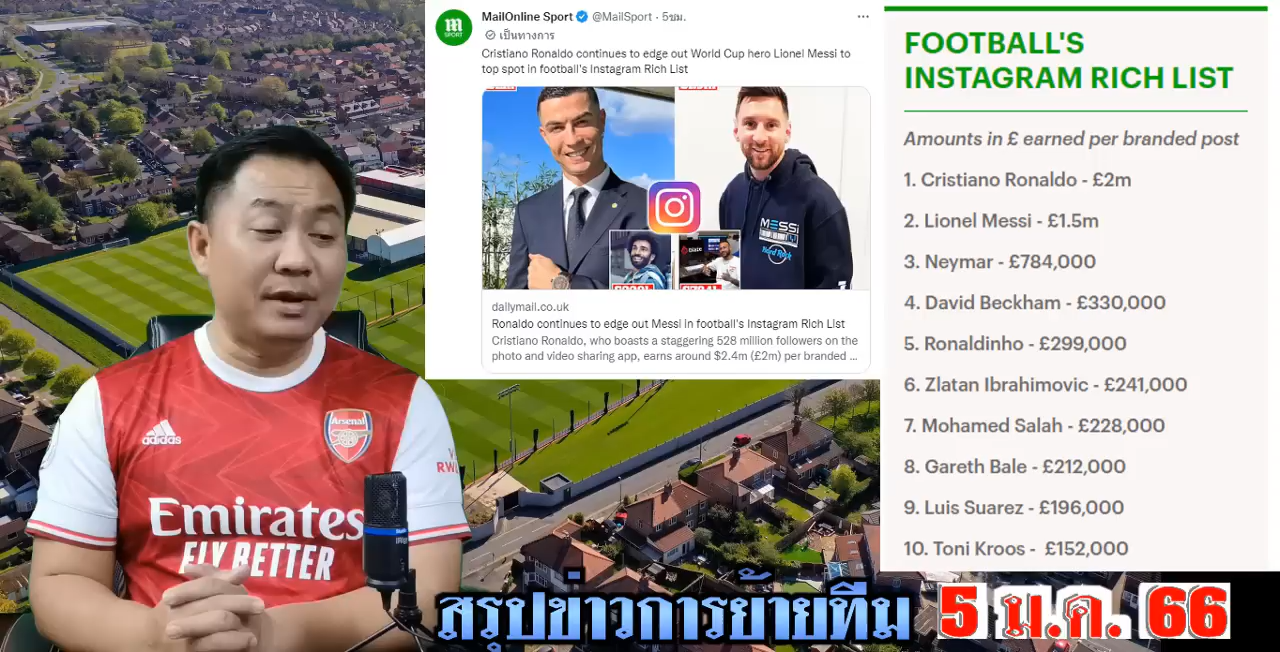 MailOnline Sport @MailSport · 5ชม.
เป็นทางการ
Cristiano Ronaldo continues to edge out World Cup hero Lionel Messi to
top spot in football's Instagram Rich List
MESSI
Hard Rock
dailymail.co.uk
Ronaldo continues to edge out Messi in football's Instagram Rich List
Cristiano Ronaldo, who boasts a staggering 528 million followers on the
photo and video sharing app, earns around $2.4m (£2m) per branded ...
FOOTBALL'S
INSTAGRAM RICH LIST
Amounts in £ earned per branded post
1. Cristiano Ronaldo - £2m
2. Lionel Messi - £1.5m
3. Neymar - £784,000
4. David Beckham - £330,000
5. Ronaldinho - £299,000
6. Zlatan Ibrahimovic - £241,000
7. Mohamed Salah - £228,000
8. Gareth Bale - £212,000
9. Luis Suarez - £196,000
10. Toni Kroos - £152,000
adidas
Arsenal
Emirates
FLY BETTER
สรุปข่าวการย้ายทีม 5 ม.ค. 66